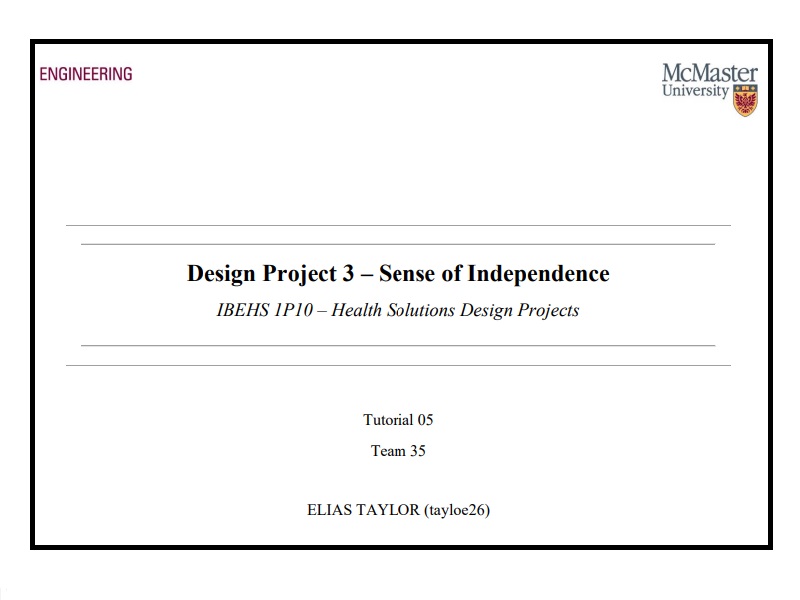 ENGINEERING
McMaster
University
Design Project 3 – Sense of Independence
IBEHS 1P10 – Health Solutions Design Projects
Tutorial 05
Team 35
ELIAS TAYLOR (tayloe26)